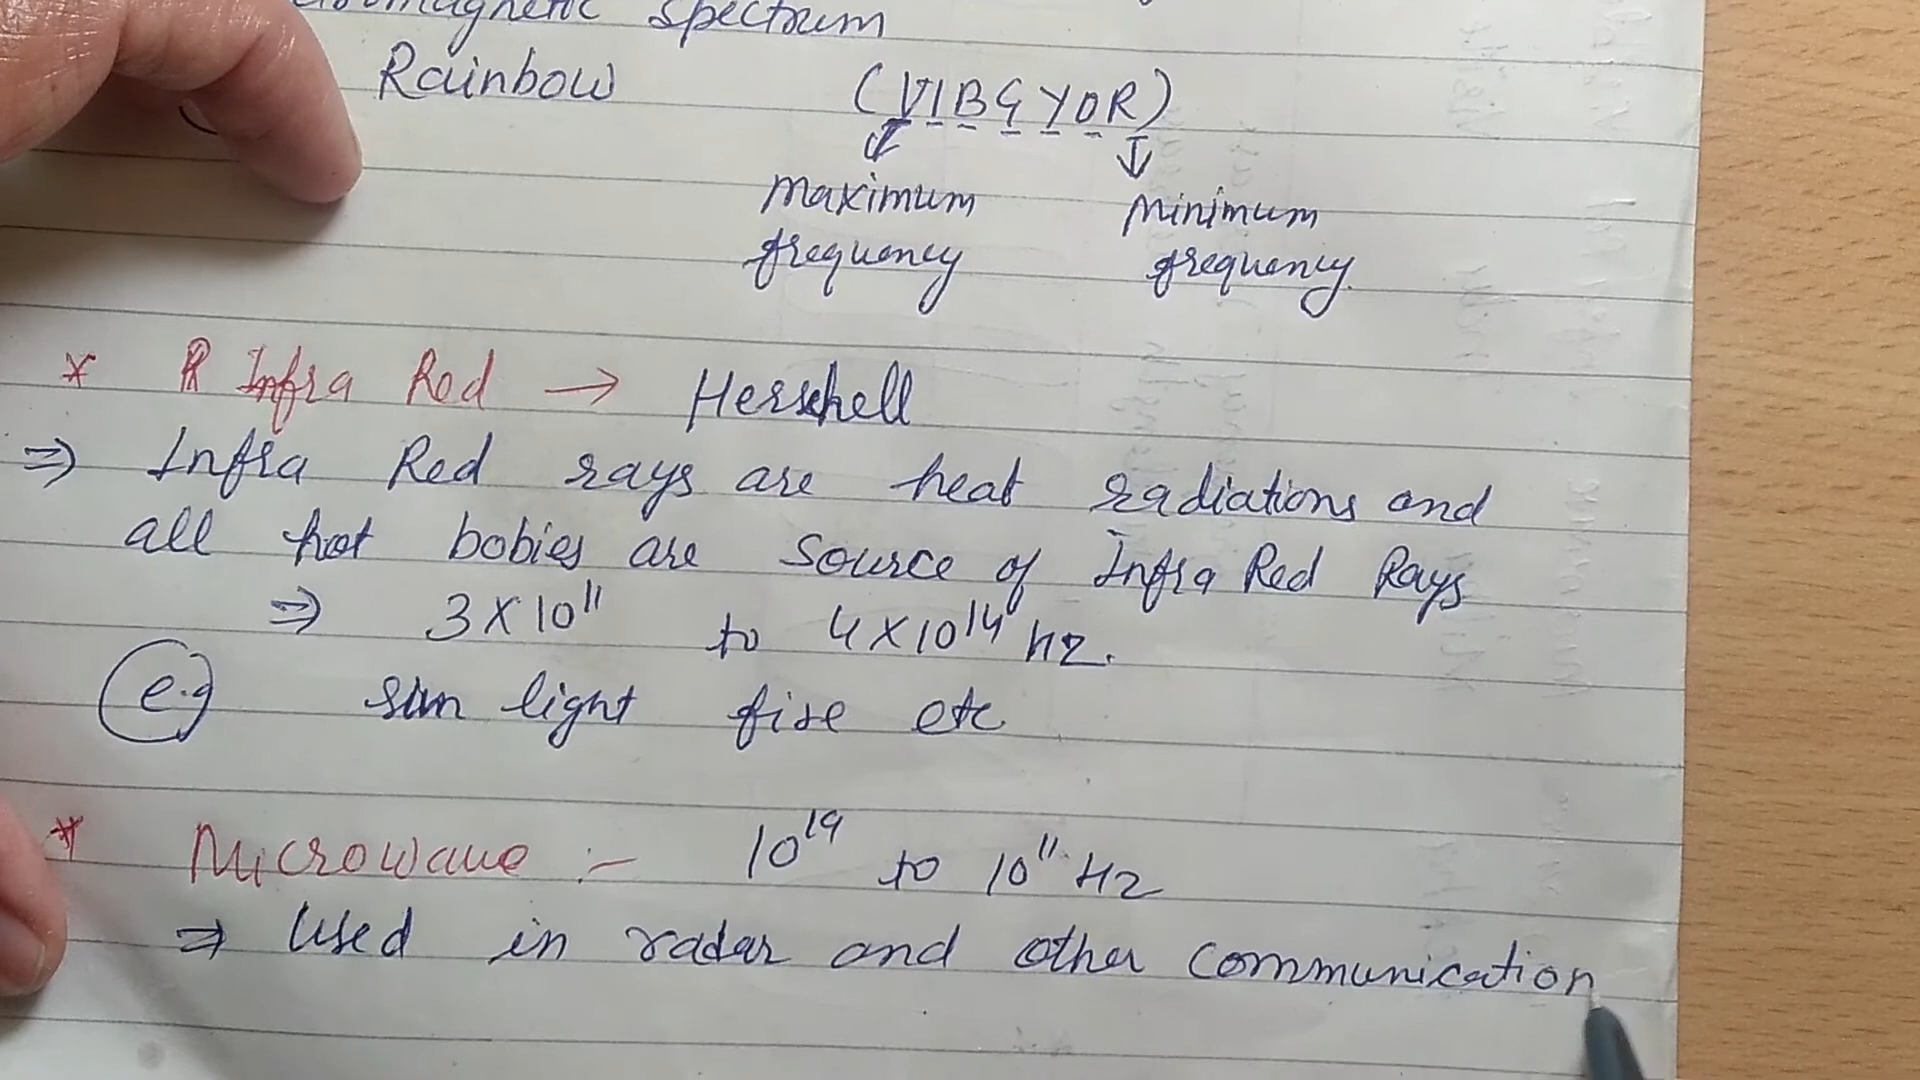 Spectrum
Rainbow (VIBGYOR)
Maximum Minimum
frequency frequency.
* Infra Red → Herschell
⇒ Infra Red rays are heat radiations and
all hot bobies are Source of Infra Red Rays
⇒ 3×10¹¹ to 4×10¹⁴ Hz.
e.g sun light fire etc
* Microwave :- 10¹⁹ to 10¹¹ Hz
⇒ Used in radar and other communication